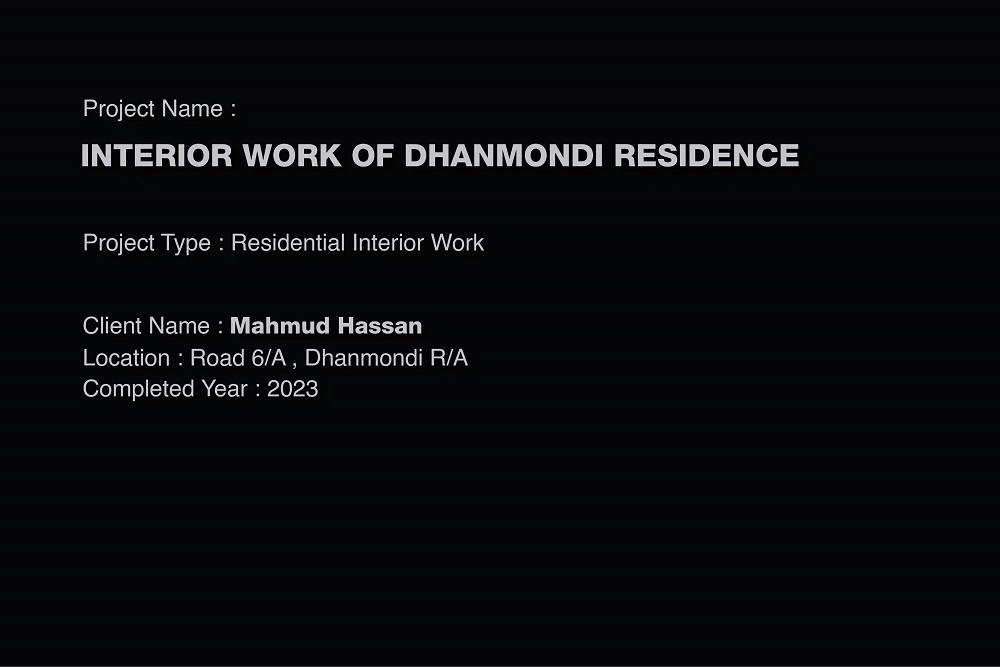 Project Name :
INTERIOR WORK OF DHANMONDI RESIDENCE
Project Type : Residential Interior Work
Client Name : Mahmud Hassan
Location : Road 6/A , Dhanmondi R/A
Completed Year : 2023